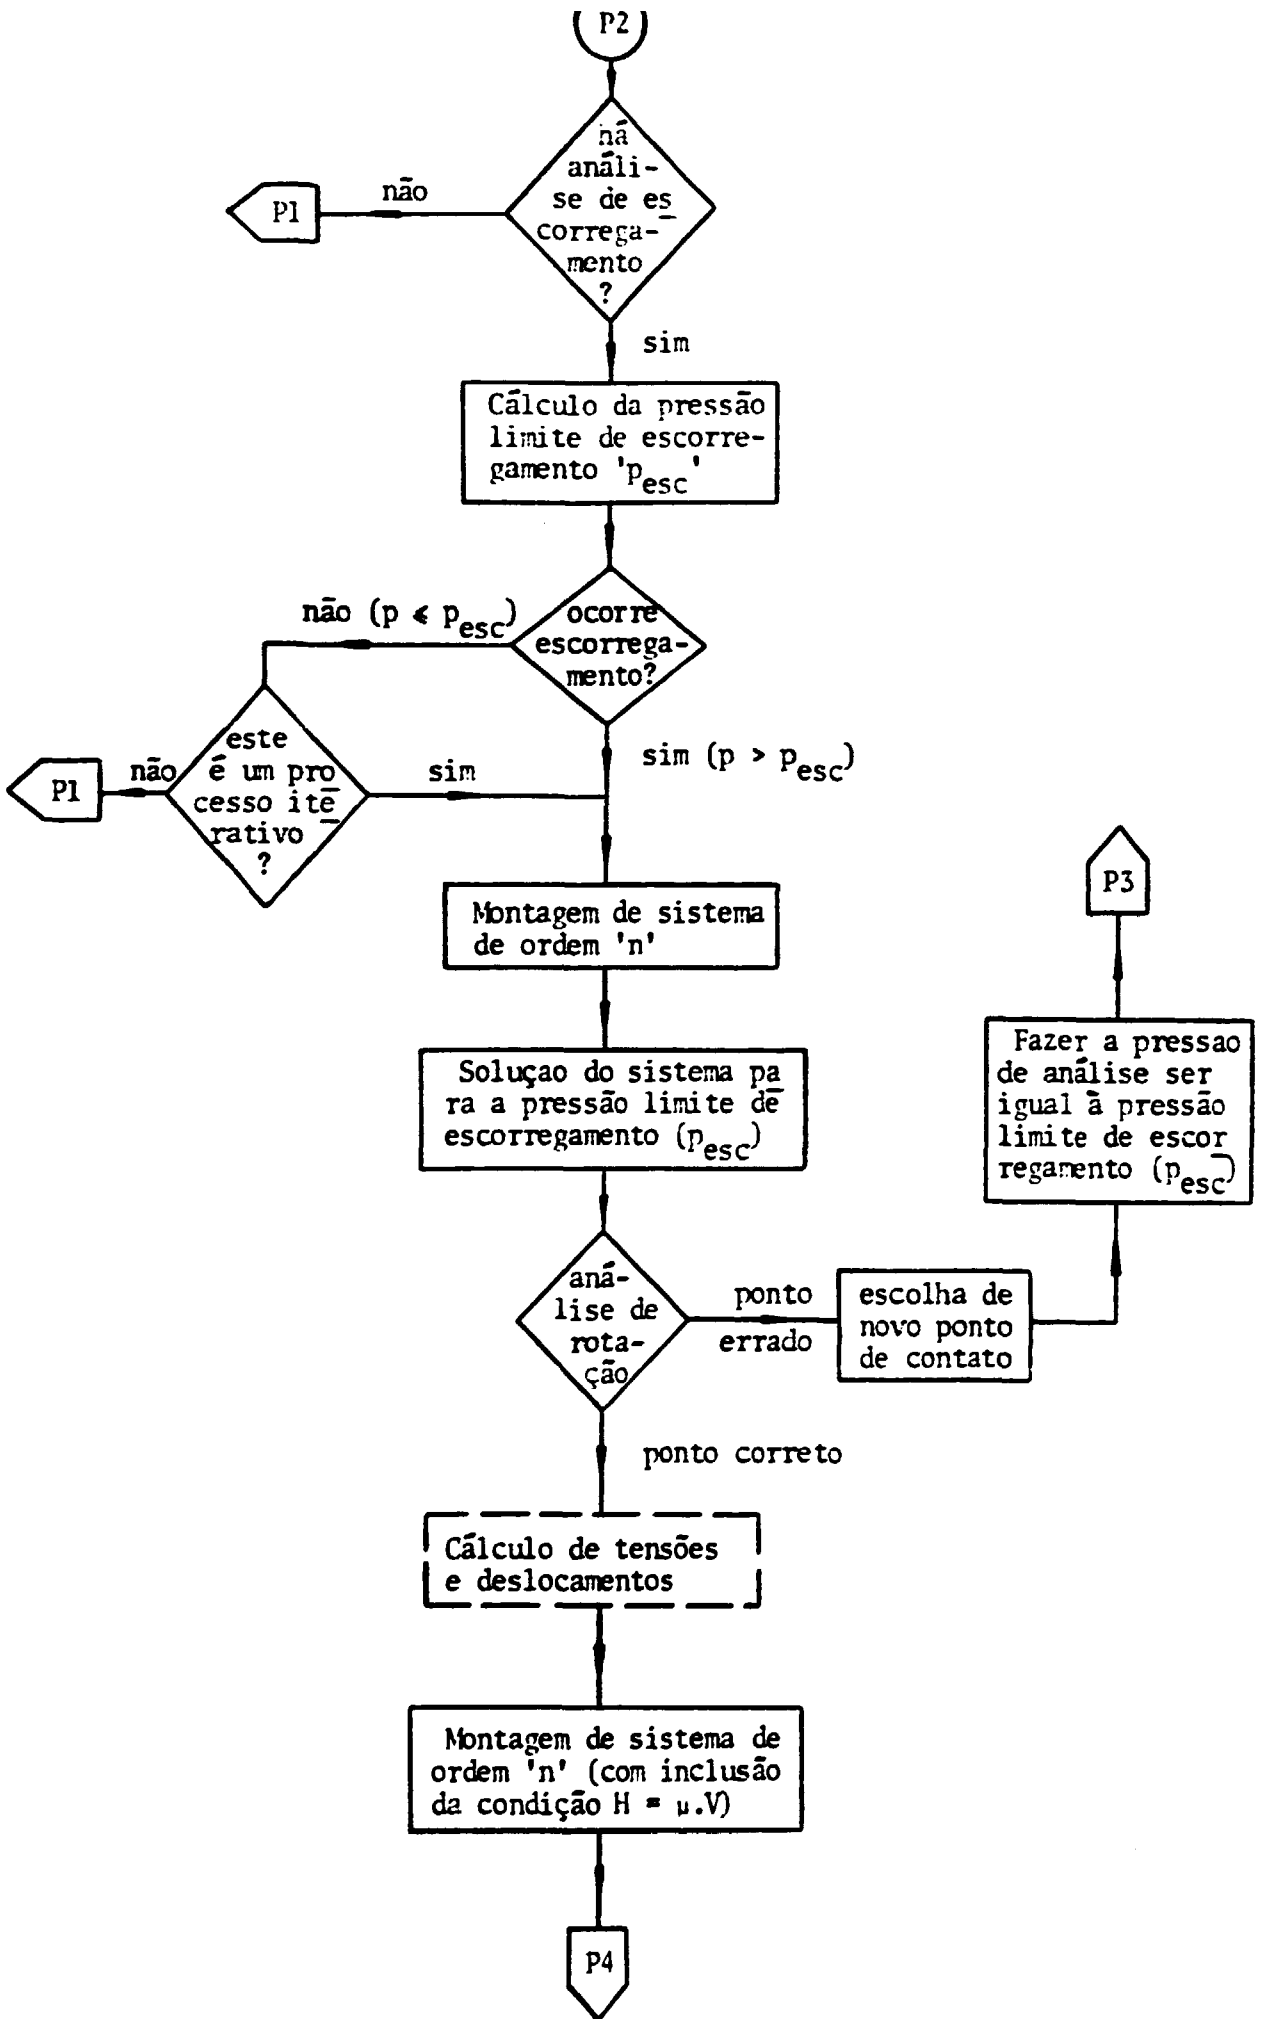 P2
há
análi-
se de es
correga-
mento
?
não
P1
sim
Cálculo da pressão
limite de escorre-
gamento 'pesc'
não (p ≤ pesc)
ocorre
escorrega-
mento?
sim (p > pesc)
este
é um pro
cesso ite
rativo
?
não
P1
sim
Montagem de sistema
de ordem 'n'
P3
Fazer a pressao
de análise ser
igual à pressão
limite de escor
regamento (pesc)
Soluçao do sistema pa
ra a pressão limite de
escorregamento (pesc)
aná-
lise de
rota-
ção
ponto
errado
escolha de
novo ponto
de contato
ponto correto
Cálculo de tensões
e deslocamentos
Montagem de sistema de
ordem 'n' (com inclusão
da condição H = μ.V)
P4